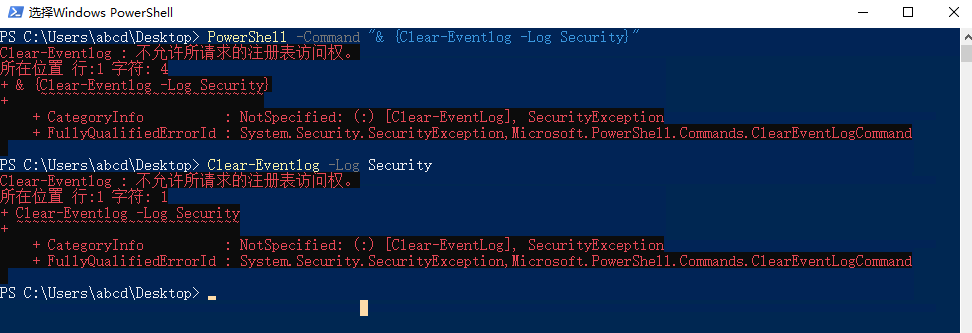 选择Windows PowerShell
PS C:\Users\abcd\Desktop> PowerShell -Command "& {Clear-Eventlog -Log Security}"
Clear-Eventlog : 不允许所请求的注册表访问权。
所在位置 行:1 字符: 4
+ & {Clear-Eventlog -Log Security}
+    ~~~~~~~~~~~~~~~~~~~~~~~~~~~~
    + CategoryInfo          : NotSpecified: (:) [Clear-EventLog], SecurityException
    + FullyQualifiedErrorId : System.Security.SecurityException,Microsoft.PowerShell.Commands.ClearEventLogCommand
PS C:\Users\abcd\Desktop> Clear-Eventlog -Log Security
Clear-Eventlog : 不允许所请求的注册表访问权。
所在位置 行:1 字符: 1
+ Clear-Eventlog -Log Security
+ ~~~~~~~~~~~~~~~~~~~~~~~~~~~~
    + CategoryInfo          : NotSpecified: (:) [Clear-EventLog], SecurityException
    + FullyQualifiedErrorId : System.Security.SecurityException,Microsoft.PowerShell.Commands.ClearEventLogCommand
PS C:\Users\abcd\Desktop>